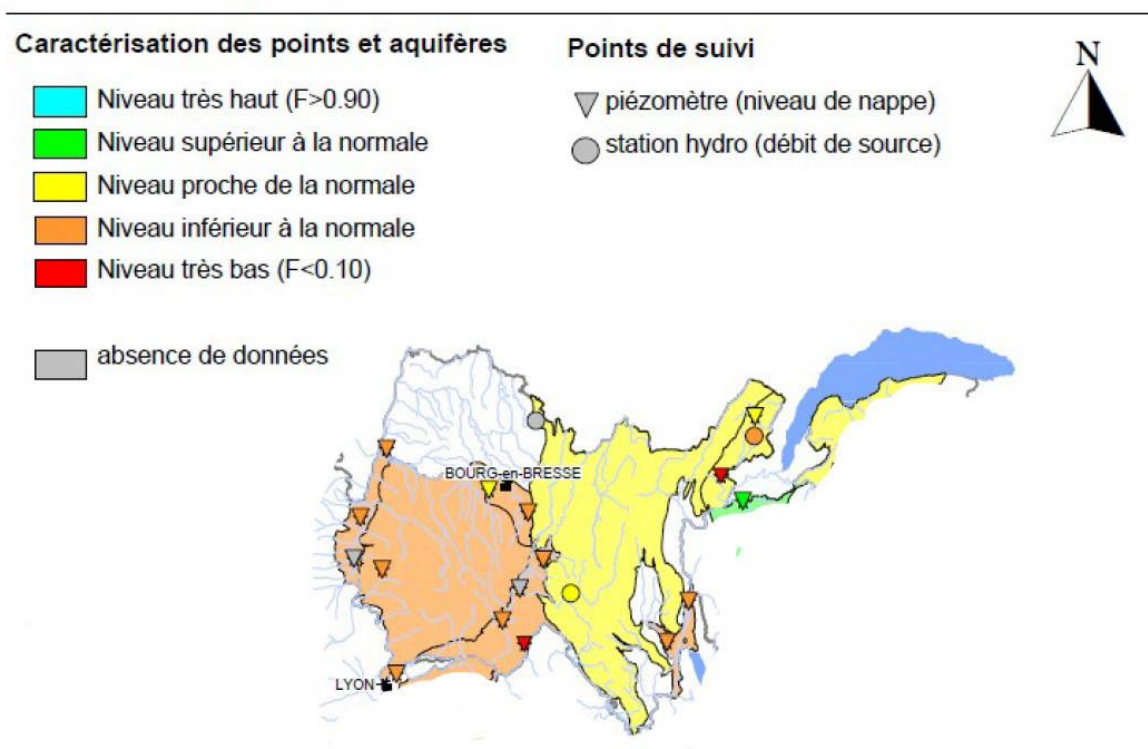 Caractérisation des points et aquifères
Niveau très haut (F>0.90)
Niveau supérieur à la normale
Niveau proche de la normale
Niveau inférieur à la normale
Niveau très bas (F<0.10)
absence de données
Points de suivi
piézomètre (niveau de nappe)
station hydro (débit de source)
N
BOURG-en-BRESSE
LYON